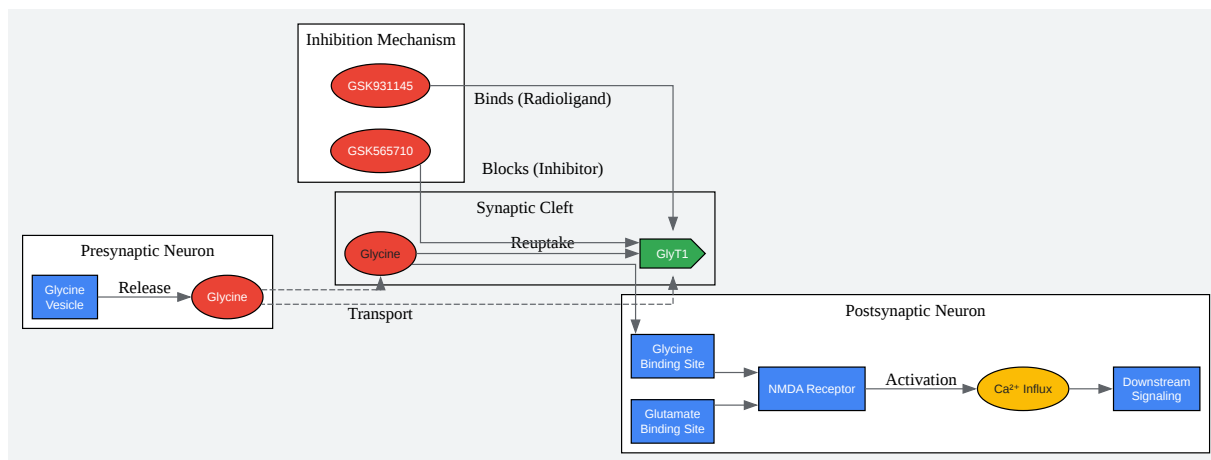 Inhibition Mechanism
GSK931145
Binds (Radioligand)
GSK565710
Blocks (Inhibitor)
Synaptic Cleft
Glycine
Reuptake
GlyT1
Presynaptic Neuron
Glycine
Vesicle
Release
Glycine
Transport
Postsynaptic Neuron
Glycine
Binding Site
Glutamate
Binding Site
NMDA Receptor
Activation
Ca²⁺ Influx
Downstream
Signaling